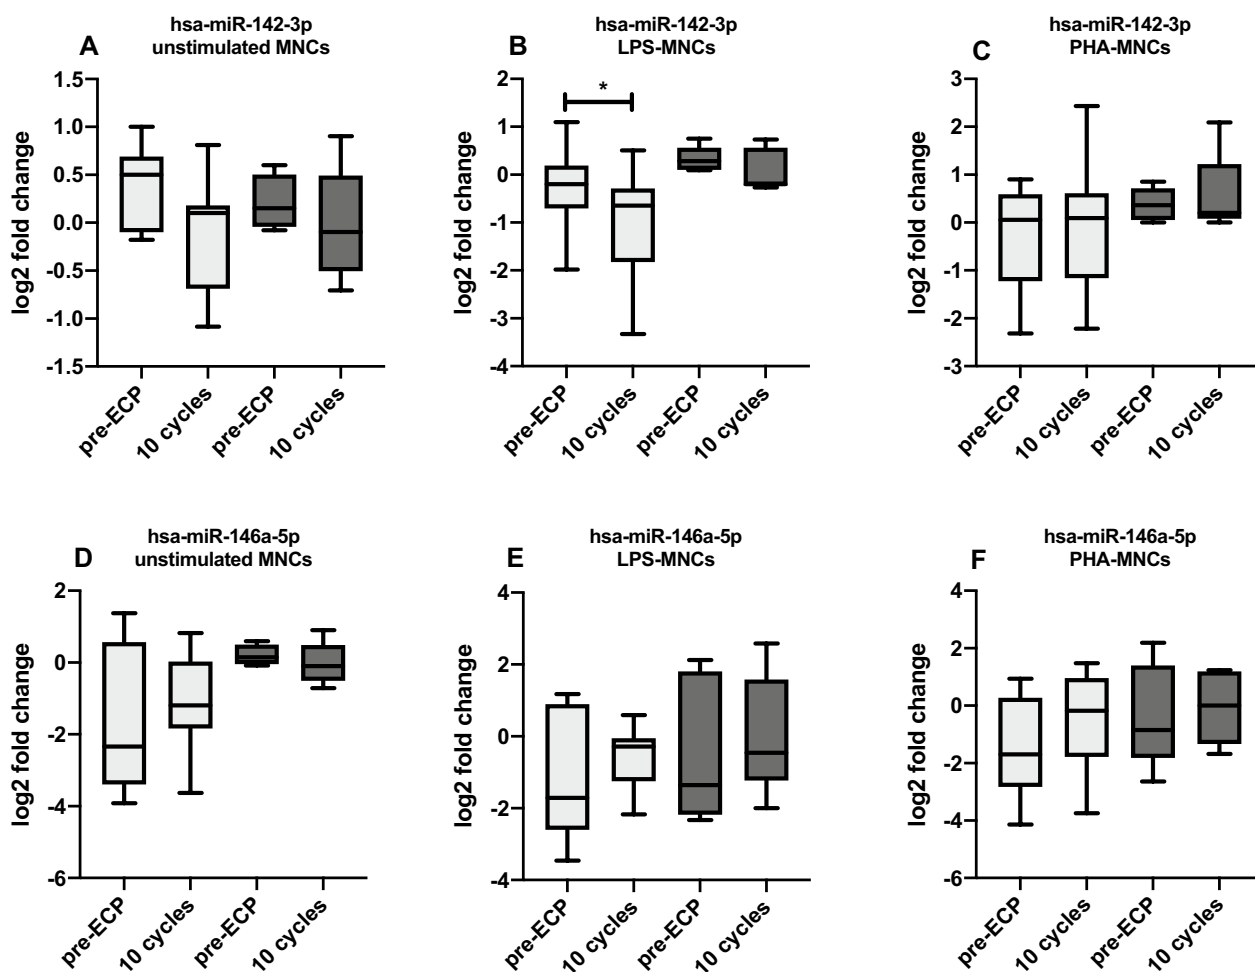 A
hsa-miR-142-3p
unstimulated MNCs
log2 fold change
1.5
1.0
0.5
0.0
-0.5
-1.0
-1.5
pre-ECP
10 cycles
pre-ECP
10 cycles
B
hsa-miR-142-3p
LPS-MNCs
log2 fold change
2
1
0
-1
-2
-3
-4
*
pre-ECP
10 cycles
pre-ECP
10 cycles
C
hsa-miR-142-3p
PHA-MNCs
log2 fold change
3
2
1
0
-1
-2
-3
pre-ECP
10 cycles
pre-ECP
10 cycles
D
hsa-miR-146a-5p
unstimulated MNCs
log2 fold change
2
0
-2
-4
-6
pre-ECP
10 cycles
pre-ECP
10 cycles
E
hsa-miR-146a-5p
LPS-MNCs
log2 fold change
4
2
0
-2
-4
pre-ECP
10 cycles
pre-ECP
10 cycles
F
hsa-miR-146a-5p
PHA-MNCs
log2 fold change
4
2
0
-2
-4
-6
pre-ECP
10 cycles
pre-ECP
10 cycles